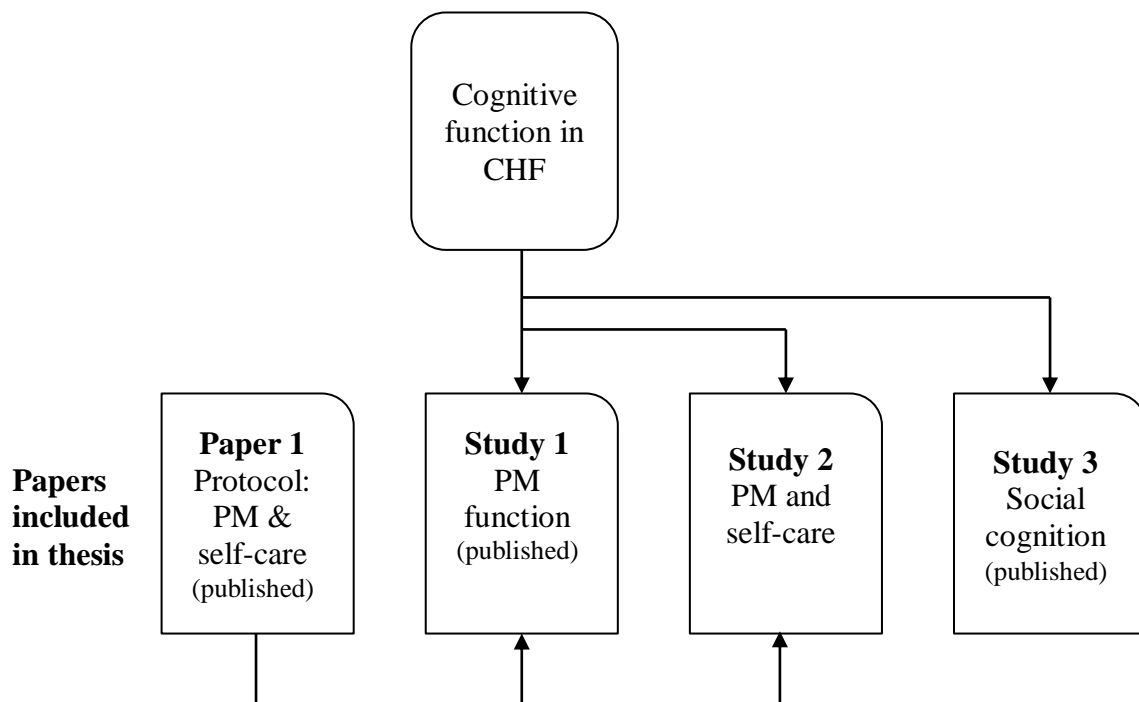 Cognitive
function in
CHF
Papers
included
in thesis
Paper 1
Protocol:
PM &
self-care
(published)
Study 1
PM
function
(published)
Study 2
PM and
self-care
Study 3
Social
cognition
(published)